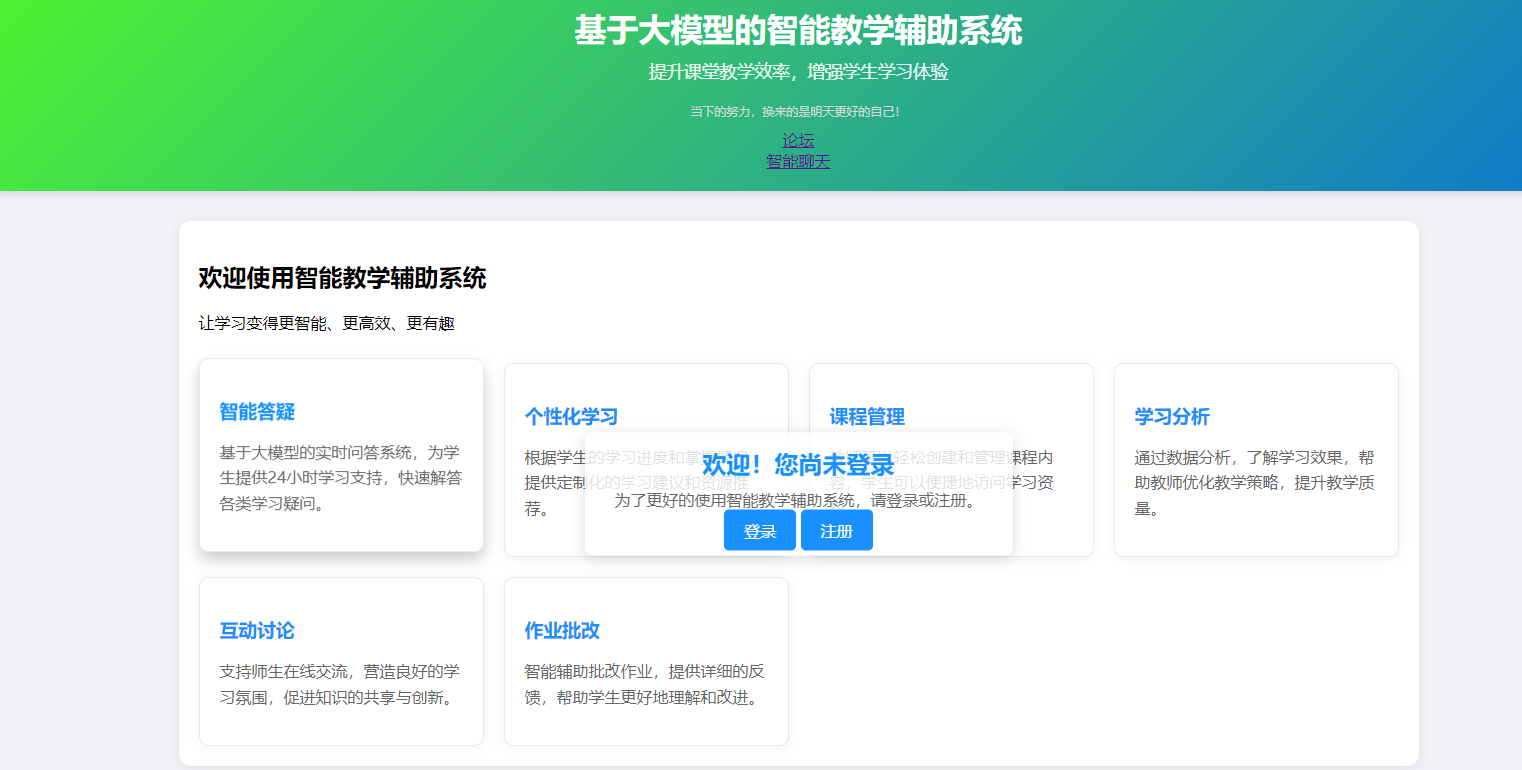 基于大模型的智能教学辅助系统
提升课堂教学效率，增强学生学习体验
当下的努力，换来的是明天更好的自己！
论坛
智能聊天
欢迎使用智能教学辅助系统
让学习变得更智能、更高效、更有趣
智能答疑
基于大模型的实时问答系统，为学
生提供24小时学习支持，快速解答
各类学习疑问。
个性化学习
根据学生的学习进度和掌
提供定制化的学习建议和资源推
荐。
课程管理
轻松创建和管理课程内
容，学生可以便捷地访问学习资
学习分析
通过数据分析，了解学习效果，帮
助教师优化教学策略，提升教学质
量。
欢迎！您尚未登录
为了更好的使用智能教学辅助系统，请登录或注册。
登录
注册
互动讨论
支持师生在线交流，营造良好的学
习氛围，促进知识的共享与创新。
作业批改
智能辅助批改作业，提供详细的反
馈，帮助学生更好地理解和改进。